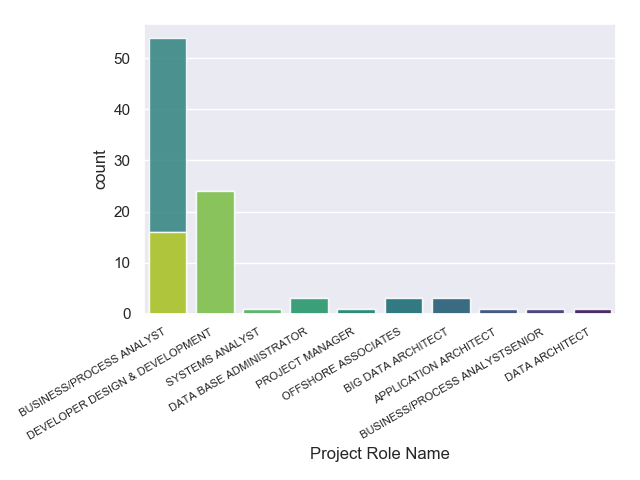 50
40
30
20
10
0
count
BUSINESS/PROCESS ANALYST
DEVELOPER DESIGN & DEVELOPMENT
SYSTEMS ANALYST
DATA BASE ADMINISTRATOR
PROJECT MANAGER
OFFSHORE ASSOCIATES
BIG DATA ARCHITECT
APPLICATION ARCHITECT
BUSINESS/PROCESS ANALYSTSENIOR
DATA ARCHITECT
Project Role Name